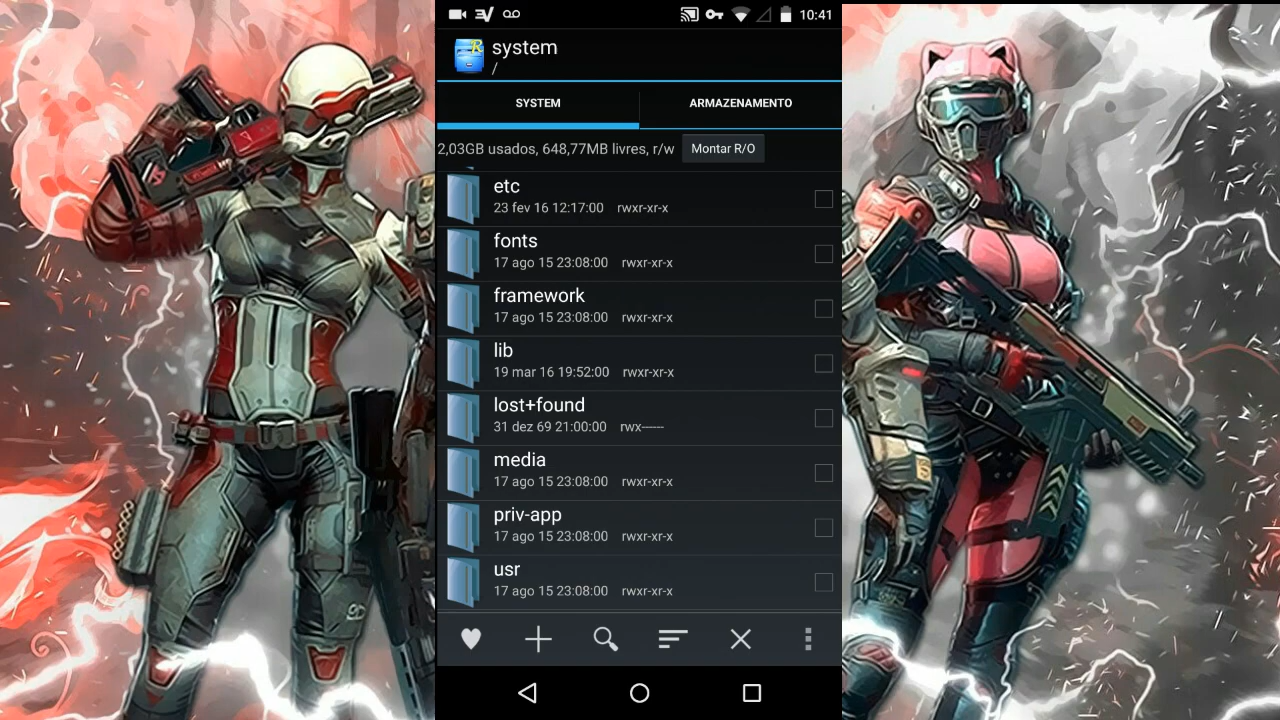 10:41
system
/
SYSTEM
ARMAZENAMENTO
2,03GB usados, 648,77MB livres, r/w
Montar R/O
etc
23 fev 16 12:17:00 rwxr-xr-x
fonts
17 ago 15 23:08:00 rwxr-xr-x
framework
17 ago 15 23:08:00 rwxr-xr-x
lib
19 mar 16 19:52:00 rwxr-xr-x
lost+found
31 dez 69 21:00:00 rwx------
media
17 ago 15 23:08:00 rwxr-xr-x
priv-app
17 ago 15 23:08:00 rwxr-xr-x
usr
17 ago 15 23:08:00 rwxr-xr-x